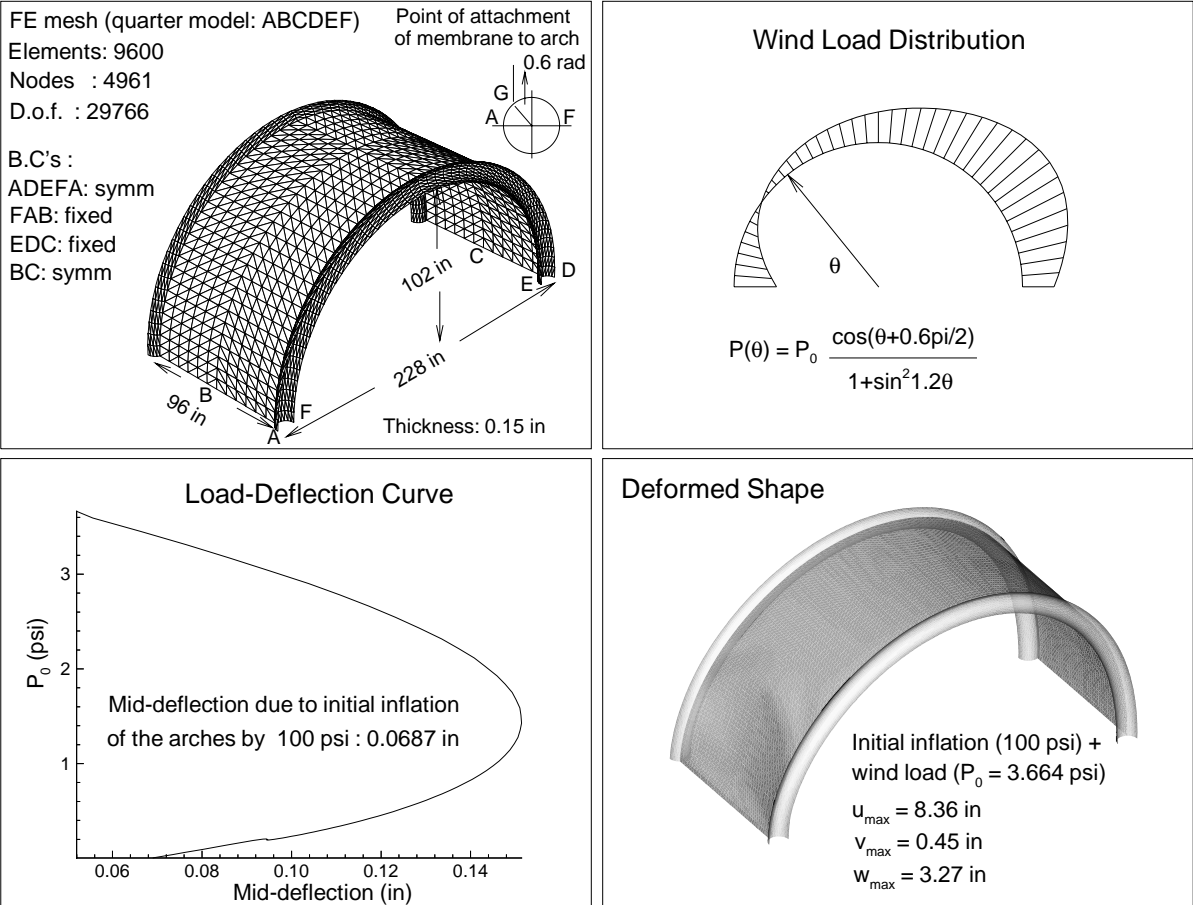 FE mesh (quarter model: ABCDEF)
Elements: 9600
Nodes : 4961
D.o.f. : 29766
B.C's :
ADEFA: symm
FAB: fixed
EDC: fixed
BC: symm
Point of attachment
of membrane to arch
0.6 rad
G
A
F
102 in
C
D
E
228 in
B
96 in
F
A
Thickness: 0.15 in
Wind Load Distribution
θ
P(θ) = P₀ cos(θ+0.6pi/2)
1+sin²1.2θ
Load-Deflection Curve
3
2
1
P₀ (psi)
Mid-deflection due to initial inflation
of the arches by 100 psi : 0.0687 in
0.06 0.08 0.10 0.12 0.14
Mid-deflection (in)
Deformed Shape
Initial inflation (100 psi) +
wind load (P₀ = 3.664 psi)
uₘₐₓ = 8.36 in
vₘₐₓ = 0.45 in
wₘₐₓ = 3.27 in